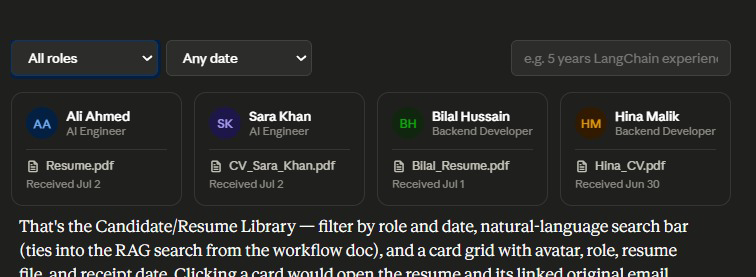 All roles
Any date
e.g. 5 years LangChain experien
AA
Ali Ahmed
AI Engineer
Resume.pdf
Received Jul 2
SK
Sara Khan
AI Engineer
CV_Sara_Khan.pdf
Received Jul 2
BH
Bilal Hussain
Backend Developer
Bilal_Resume.pdf
Received Jul 1
HM
Hina Malik
Backend Developer
Hina_CV.pdf
Received Jun 30
That's the Candidate/Resume Library — filter by role and date, natural-language search bar
(ties into the RAG search from the workflow doc), and a card grid with avatar, role, resume
file, and receipt date. Clicking a card would open the resume and its linked original email